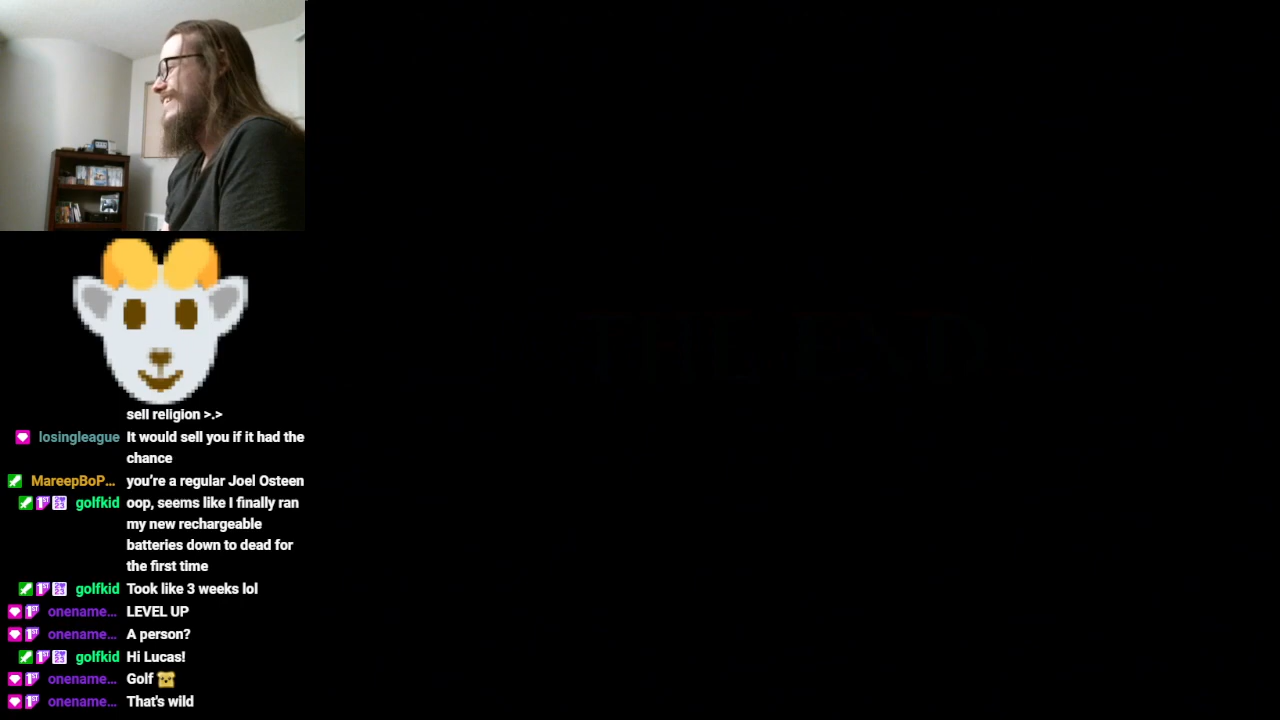 THE END
sell religion >.>
losingleague It would sell you if it had the
chance
MareepBoP... you're a regular Joel Osteen
golfkid oop, seems like I finally ran
my new rechargeable
batteries down to dead for
the first time
golfkid Took like 3 weeks lol
onename... LEVEL UP
onename... A person?
golfkid Hi Lucas!
onename... Golf
onename... That's wild